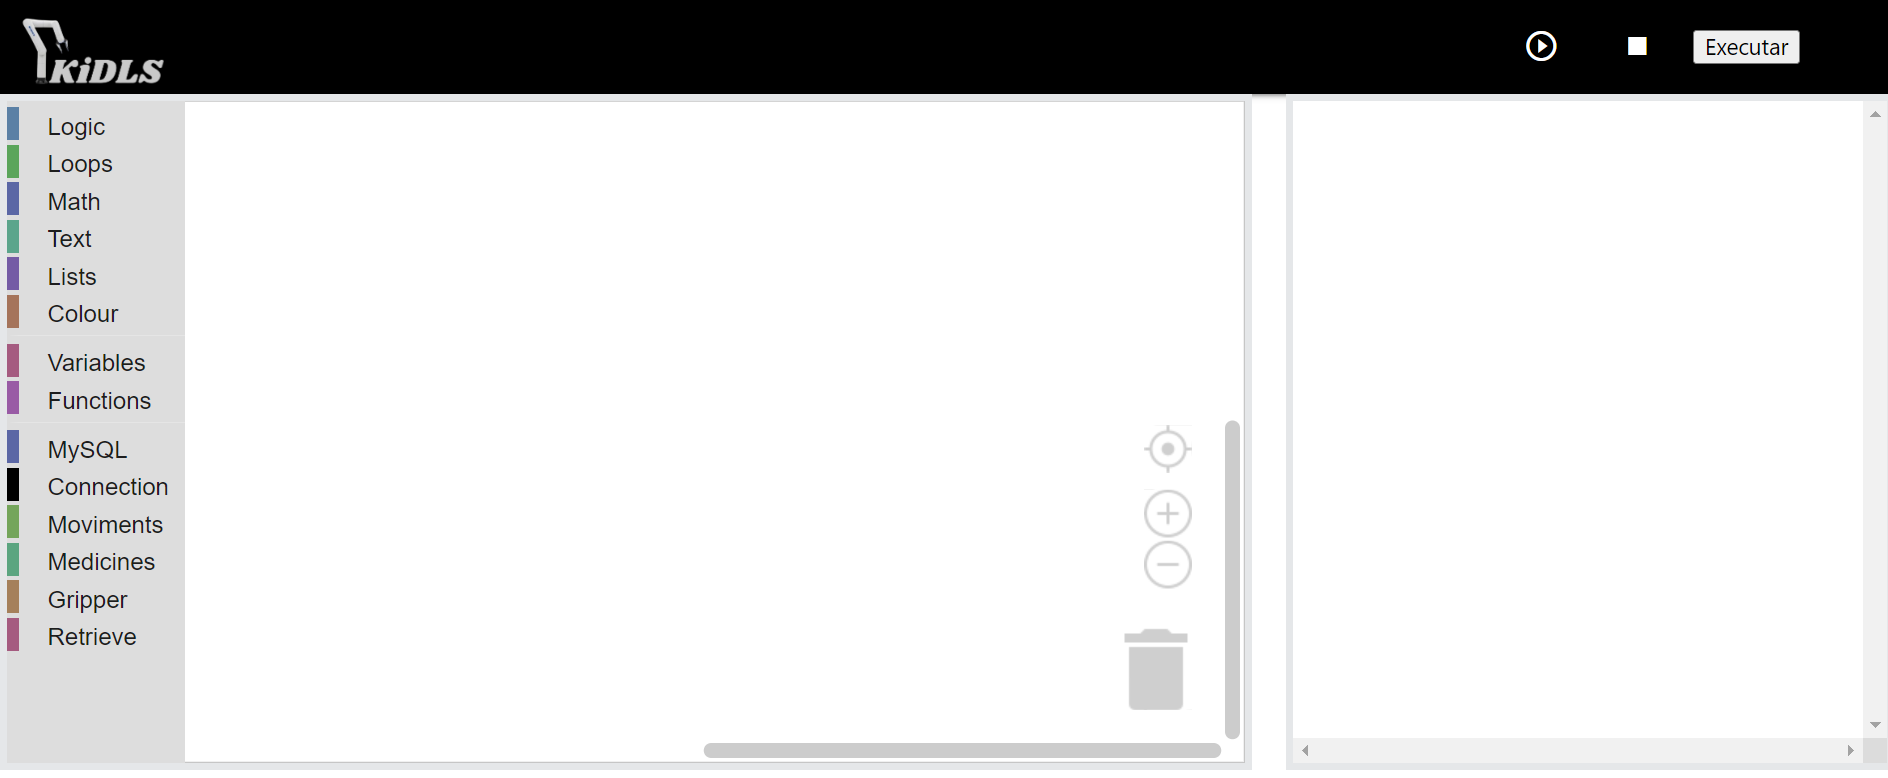 KiDLS
Executar
Logic
Loops
Math
Text
Lists
Colour
Variables
Functions
MySQL
Connection
Moviments
Medicines
Gripper
Retrieve